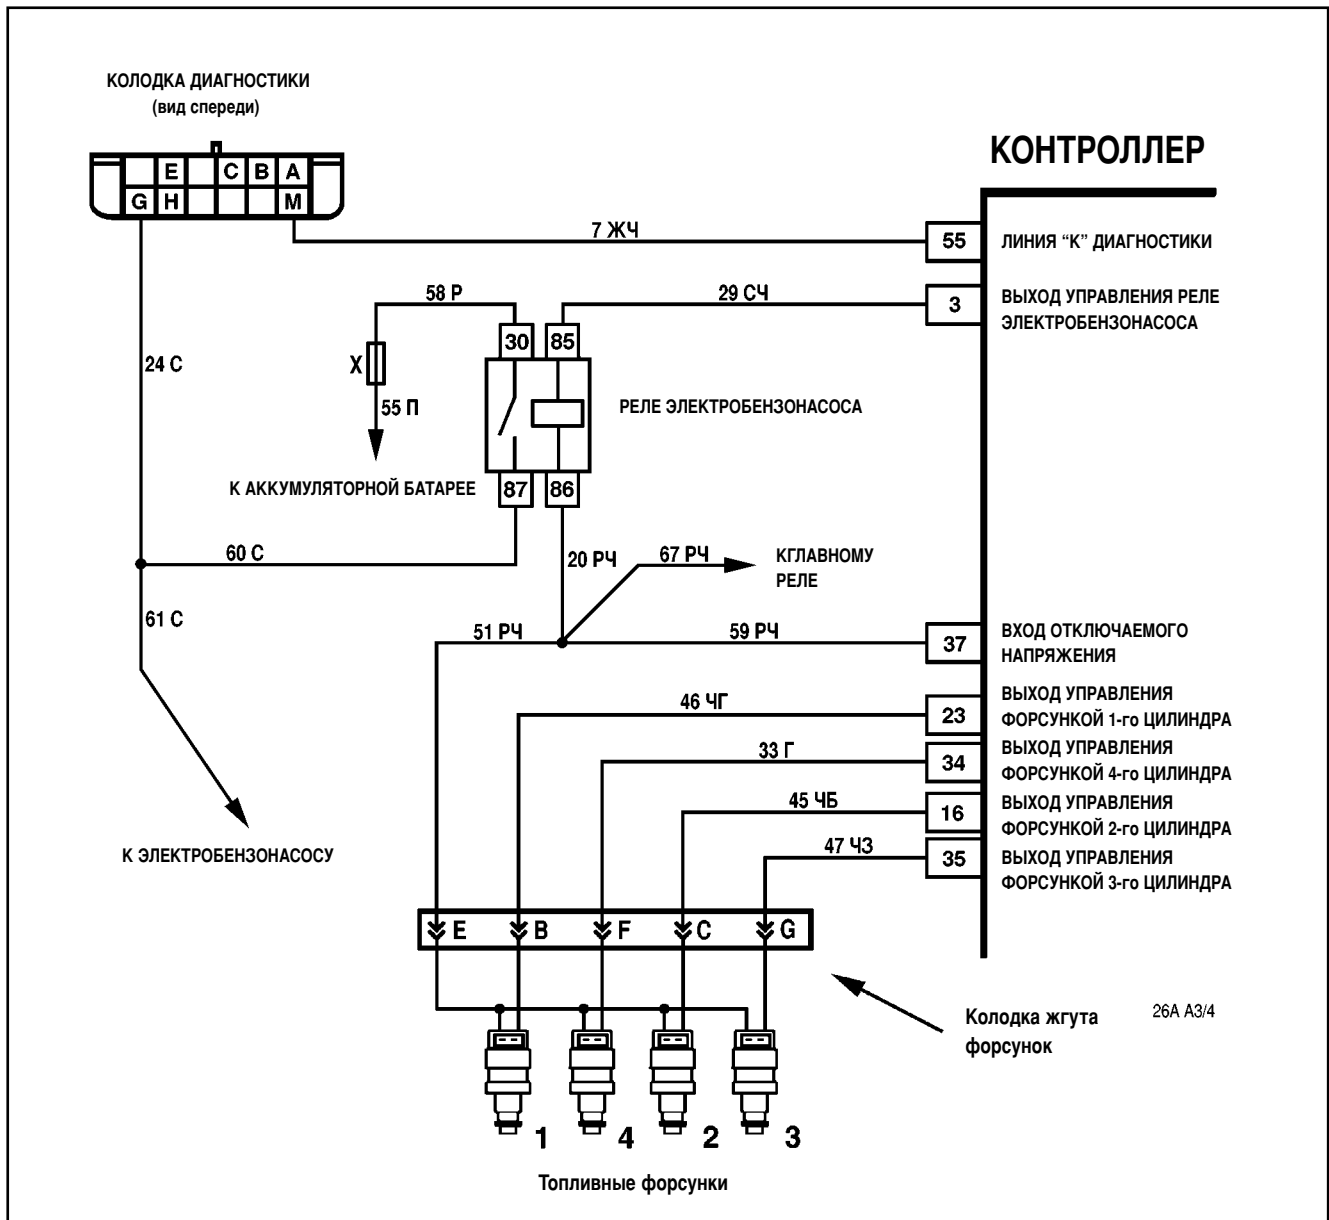 КОЛОДКА ДИАГНОСТИКИ
(вид спереди)
КОНТРОЛЛЕР
E C B A
G H M
7 ЖЧ
55
ЛИНИЯ “К” ДИАГНОСТИКИ
58 Р
29 СЧ
3
ВЫХОД УПРАВЛЕНИЯ РЕЛЕ
ЭЛЕКТРОБЕНЗОНАСОСА
30 85
24 С
X
55 П
РЕЛЕ ЭЛЕКТРОБЕНЗОНАСОСА
К АККУМУЛЯТОРНОЙ БАТАРЕЕ
87 86
60 С
20 РЧ
67 РЧ
КГЛАВНОМУ
РЕЛЕ
61 С
51 РЧ
59 РЧ
37
ВХОД ОТКЛЮЧАЕМОГО
НАПРЯЖЕНИЯ
46 ЧГ
23
ВЫХОД УПРАВЛЕНИЯ
ФОРСУНКОЙ 1-го ЦИЛИНДРА
33 Г
34
ВЫХОД УПРАВЛЕНИЯ
ФОРСУНКОЙ 4-го ЦИЛИНДРА
45 ЧБ
16
ВЫХОД УПРАВЛЕНИЯ
ФОРСУНКОЙ 2-го ЦИЛИНДРА
47 ЧЗ
35
ВЫХОД УПРАВЛЕНИЯ
ФОРСУНКОЙ 3-го ЦИЛИНДРА
К ЭЛЕКТРОБЕНЗОНАСОСУ
E B F C G
Колодка жгута
форсунок
26А А3/4
1 4 2 3
Топливные форсунки